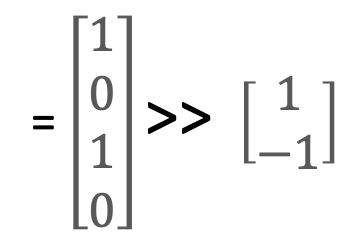 = [1 0 1 0] >> [1 -1]